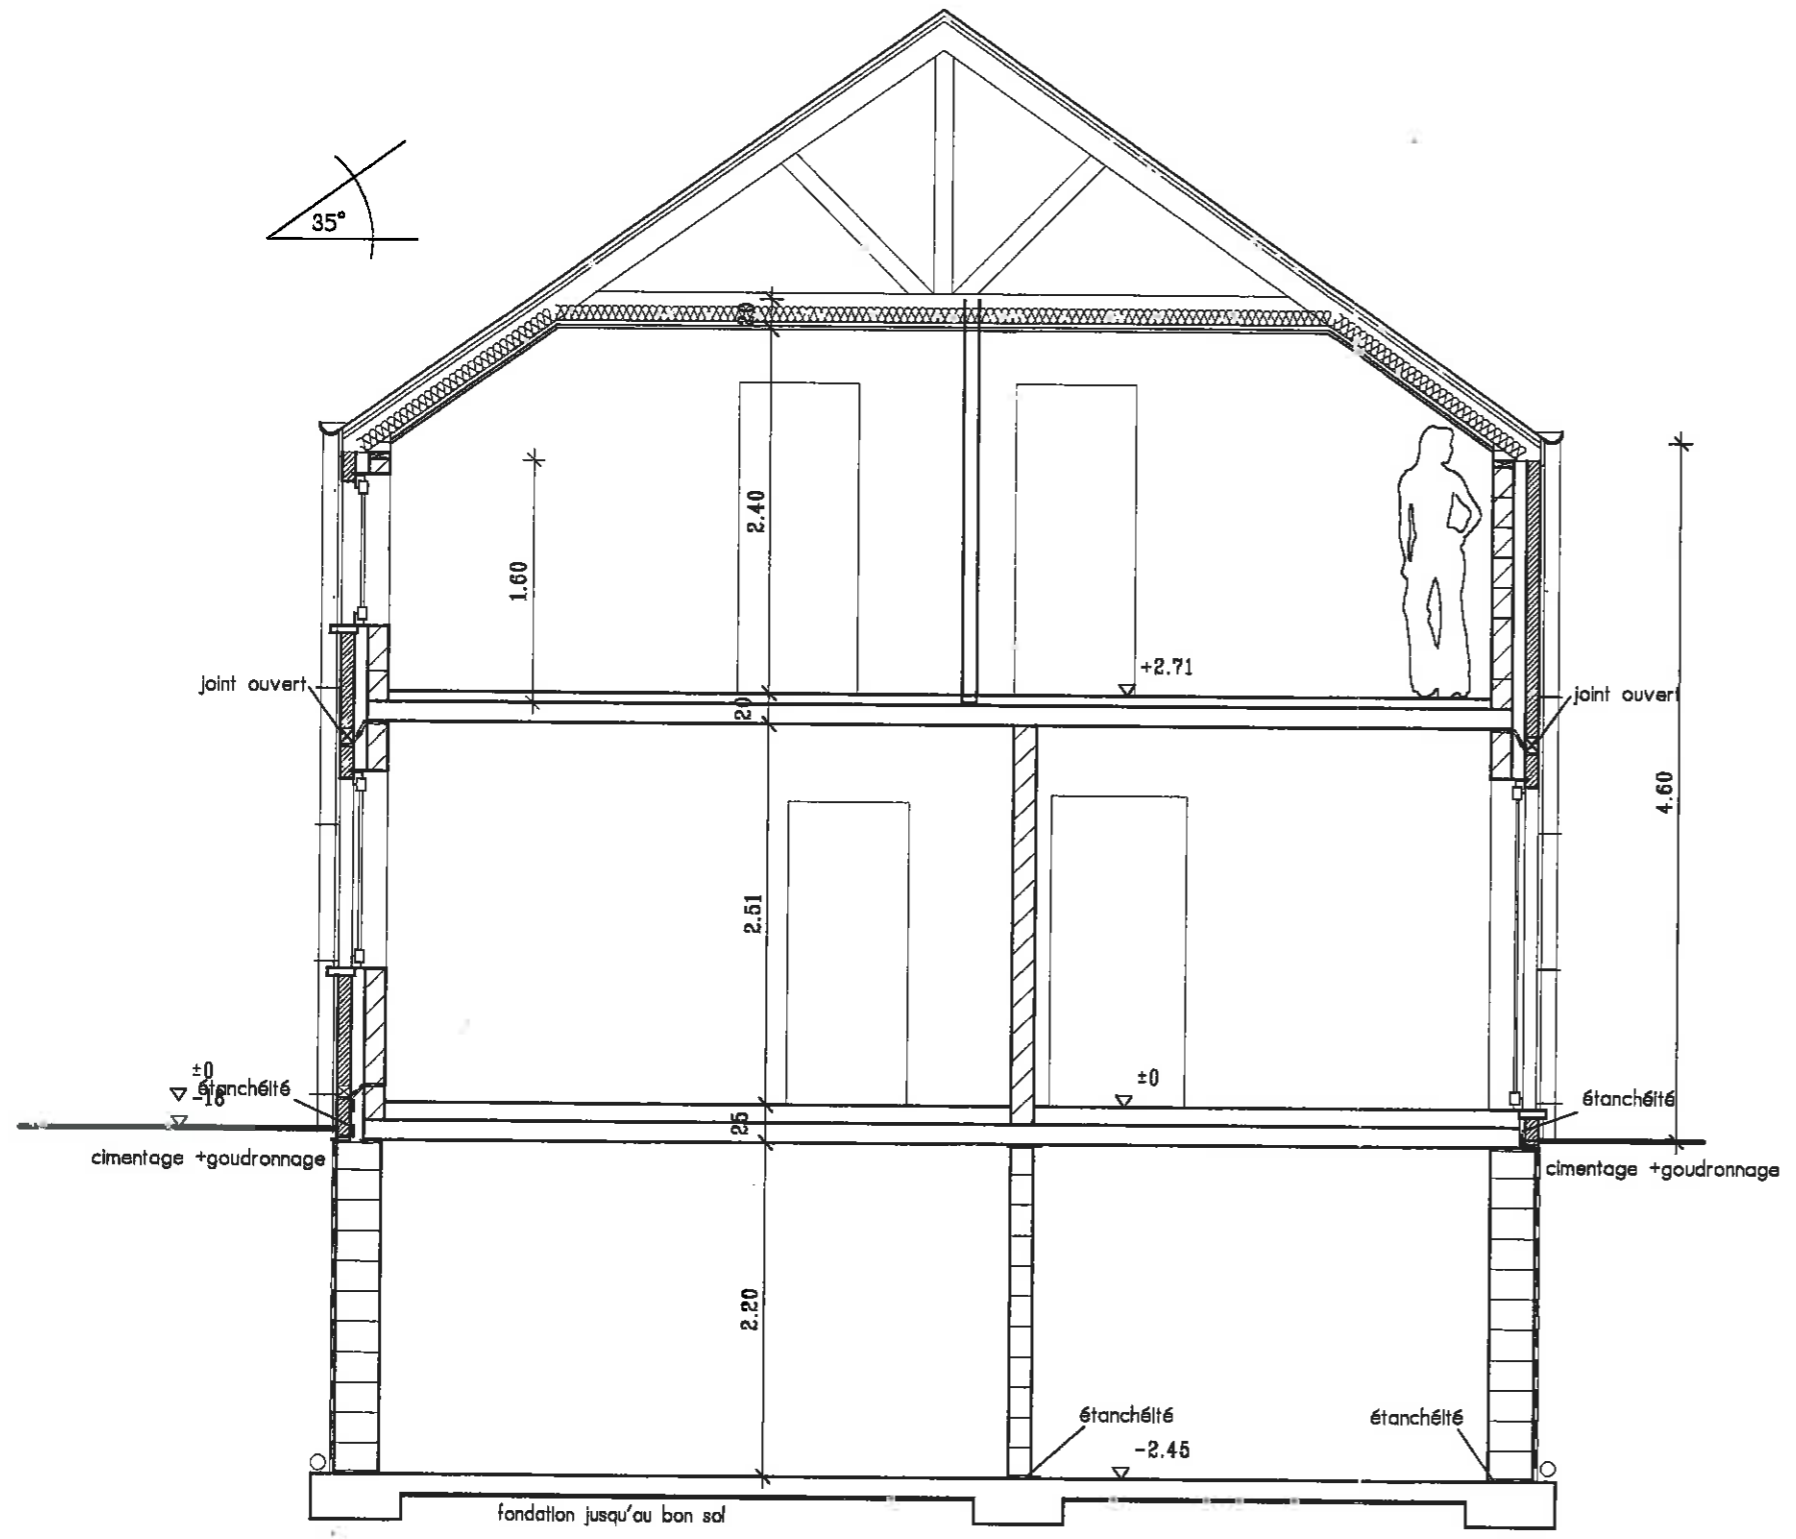 35°
20
2.40
1.60
+2.71
joint ouvert
joint ouvert
20
4.60
2.51
±0
-18
étanchéité
±0
étanchéité
25
cimentage +goudronnage
cimentage +goudronnage
2.20
étanchéité
étanchéité
-2.45
fondation jusqu'au bon sol